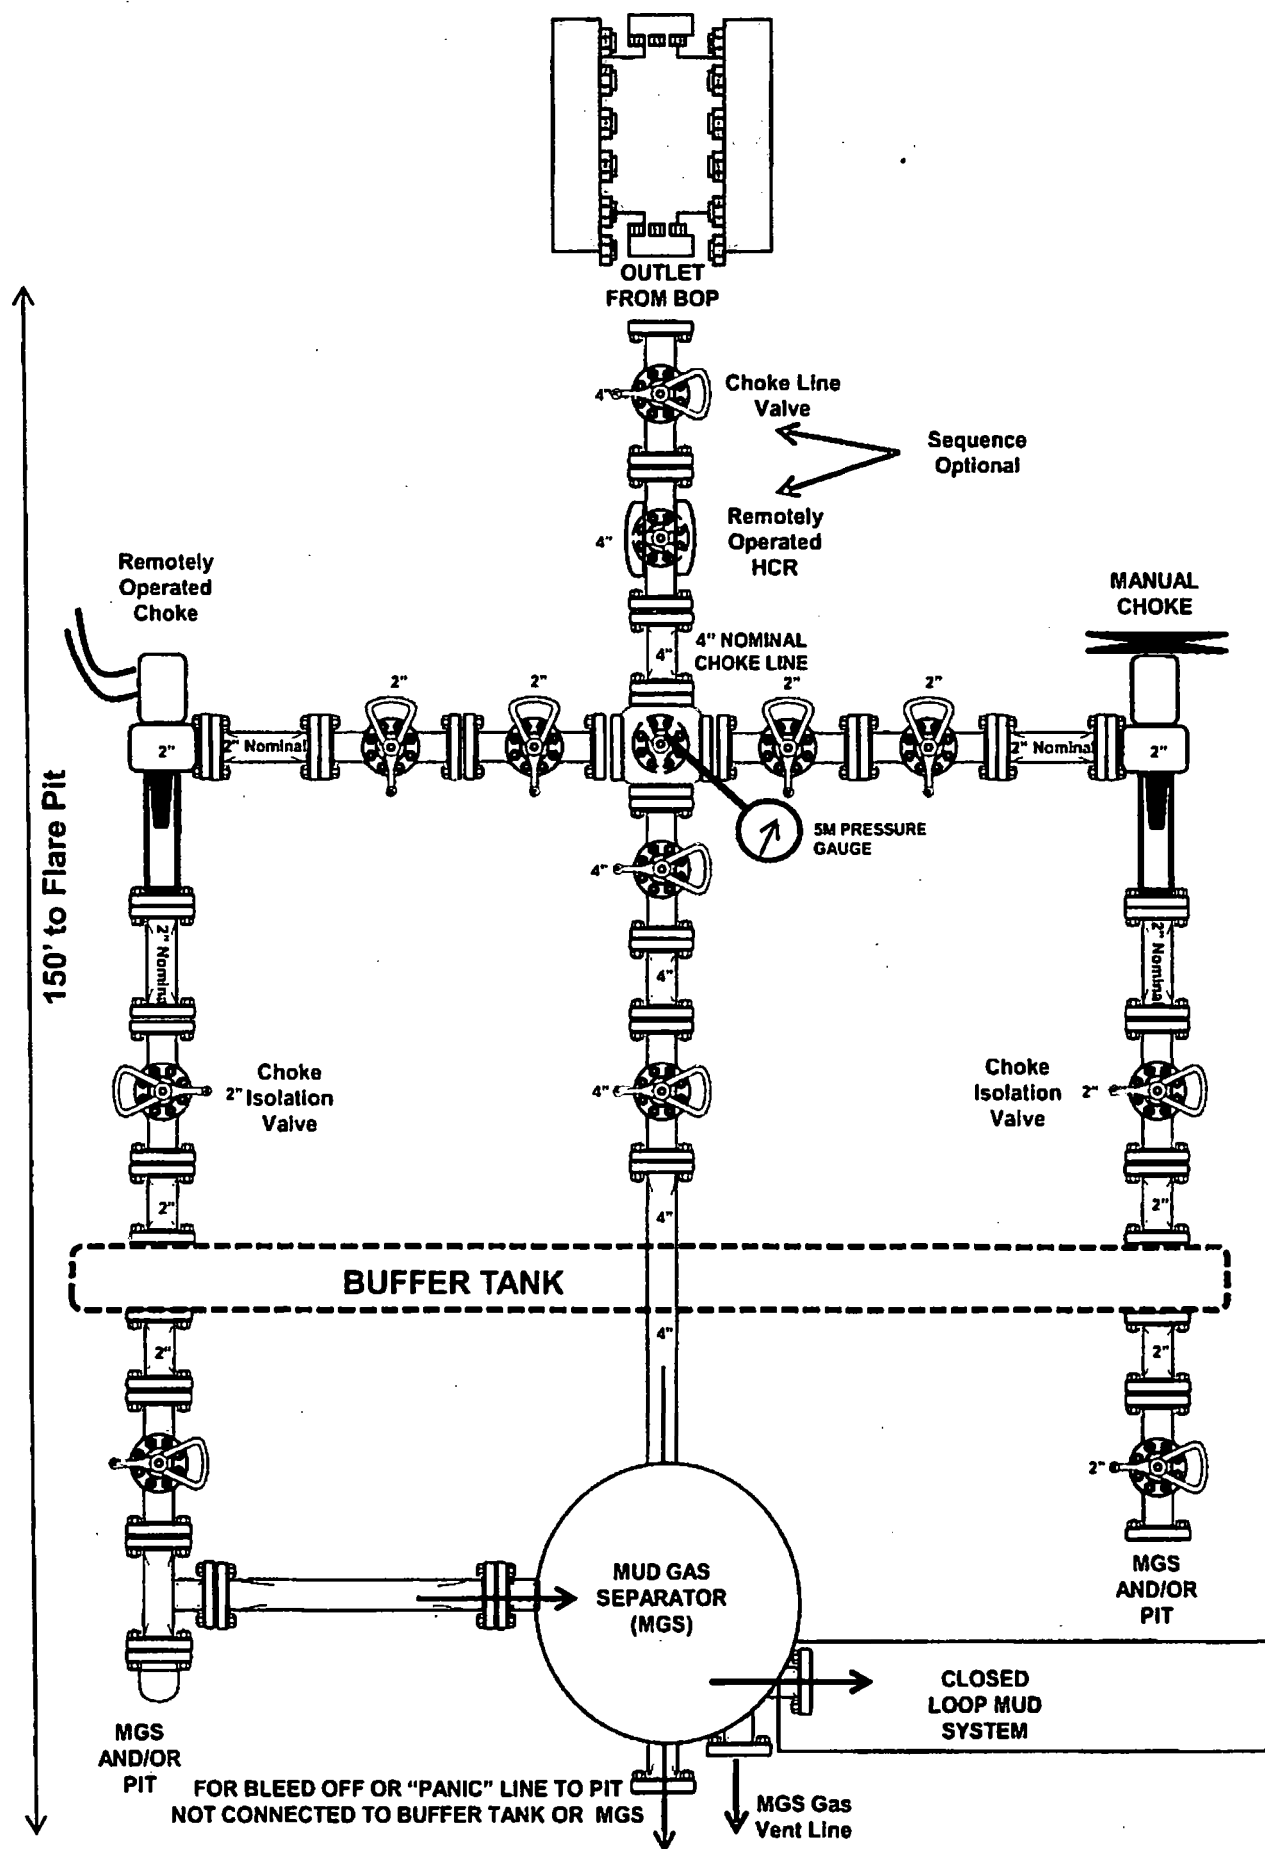 OUTLET
FROM BOP
4"
Choke Line
Valve
Sequence
Optional
4"
Remotely
Operated
HCR
Remotely
Operated
Choke
MANUAL
CHOKE
4" NOMINAL
CHOKE LINE
4"
2"
2"
2"
2"
2"
2" Nominal
2" Nominal
2"
5M PRESSURE
GAUGE
4"
150' to Flare Pit
2" Nominal
4"
2" Nominal
Choke
2" Isolation
Valve
4"
Choke
Isolation
Valve
2"
2"
4"
2"
BUFFER TANK
2"
4"
2"
2"
MUD GAS
SEPARATOR
(MGS)
MGS
AND/OR
PIT
CLOSED
LOOP MUD
SYSTEM
MGS
AND/OR
PIT
FOR BLEED OFF OR "PANIC" LINE TO PIT
NOT CONNECTED TO BUFFER TANK OR MGS
MGS Gas
Vent Line